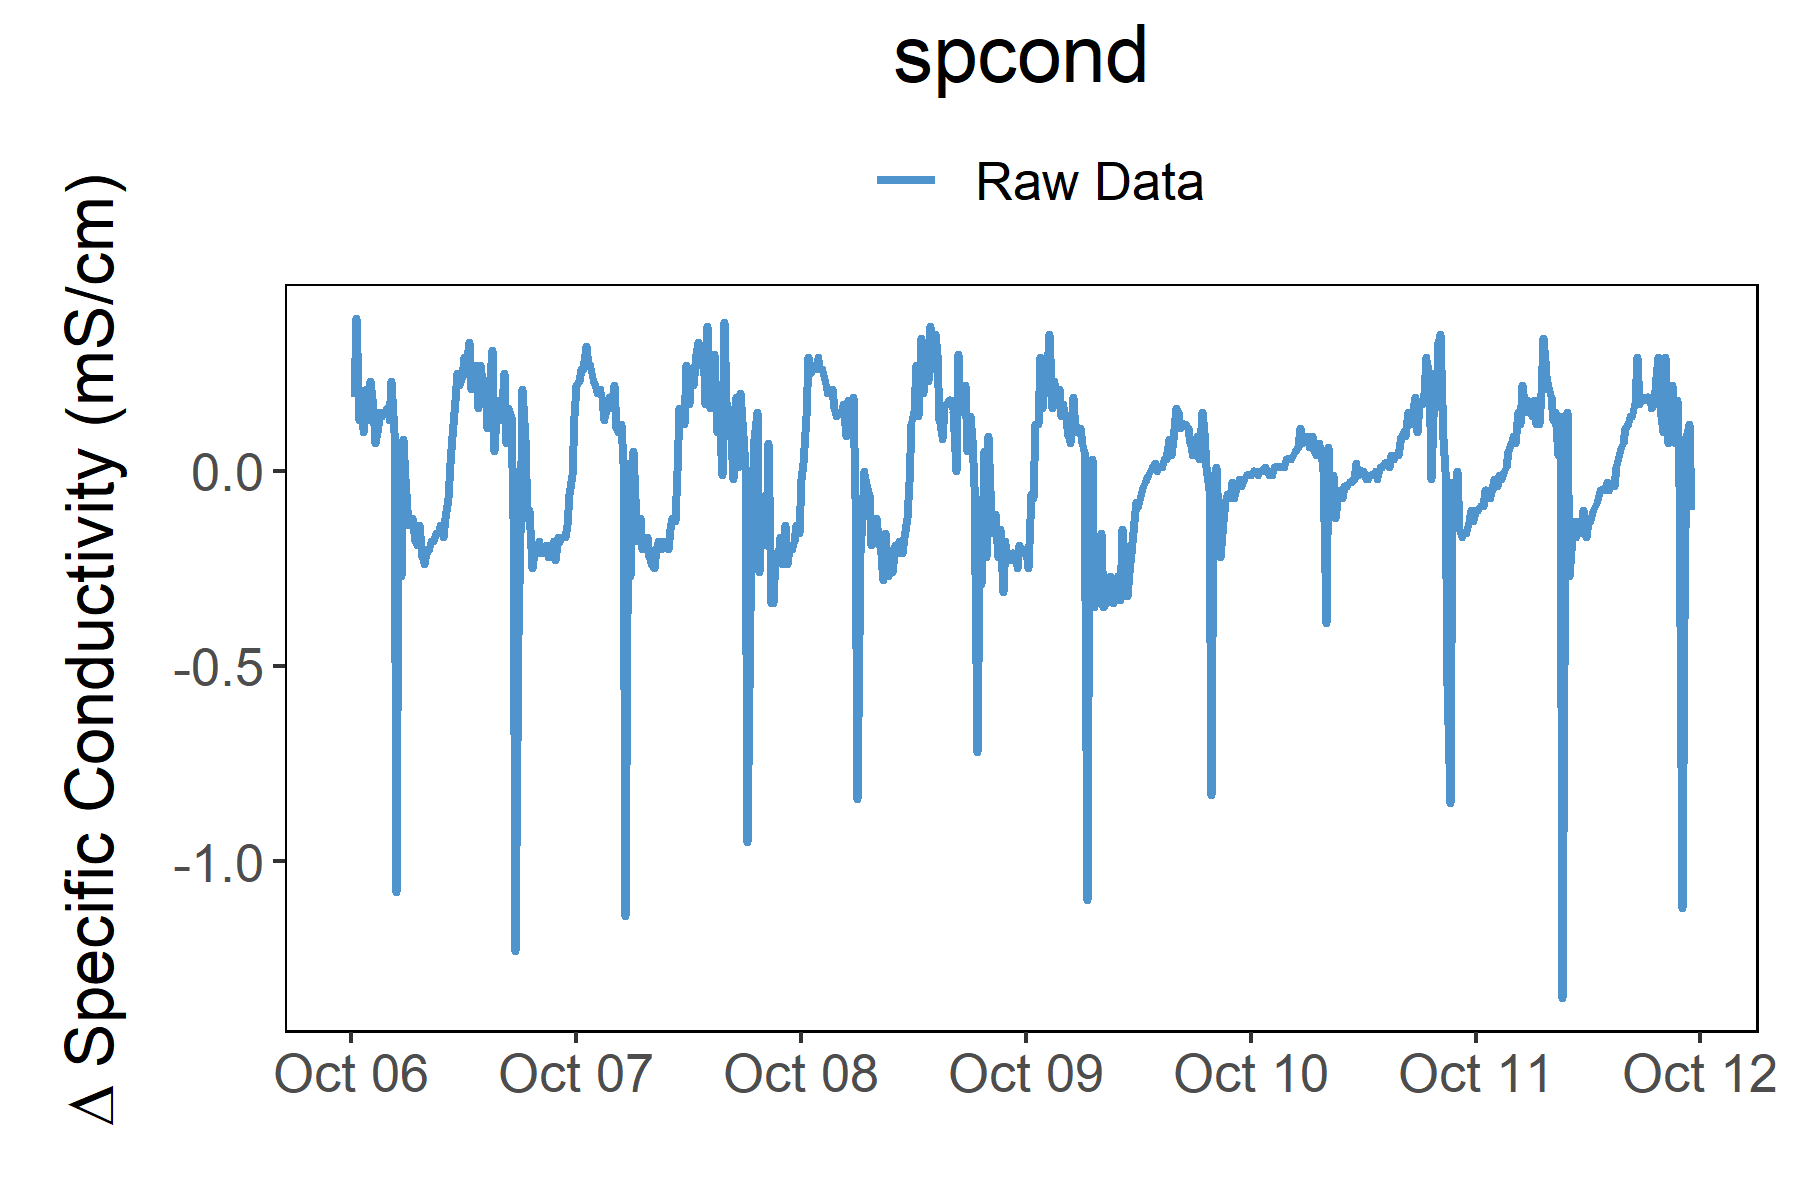 spcond
Raw Data
Δ Specific Conductivity (mS/cm)
0.0
-0.5
-1.0
Oct 06 Oct 07 Oct 08 Oct 09 Oct 10 Oct 11 Oct 12